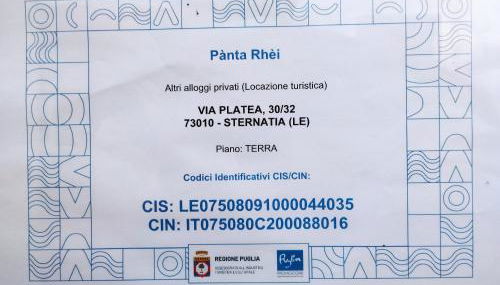 Pànta Rhèi
Altri alloggi privati (Locazione turistica)
VIA PLATEA, 30/32
73010 - STERNATIA (LE)
Piano: TERRA
Codici Identificativi CIS/CIN:
CIS: LE07508091000044035
CIN: IT075080C200088016
REGIONE PUGLIA